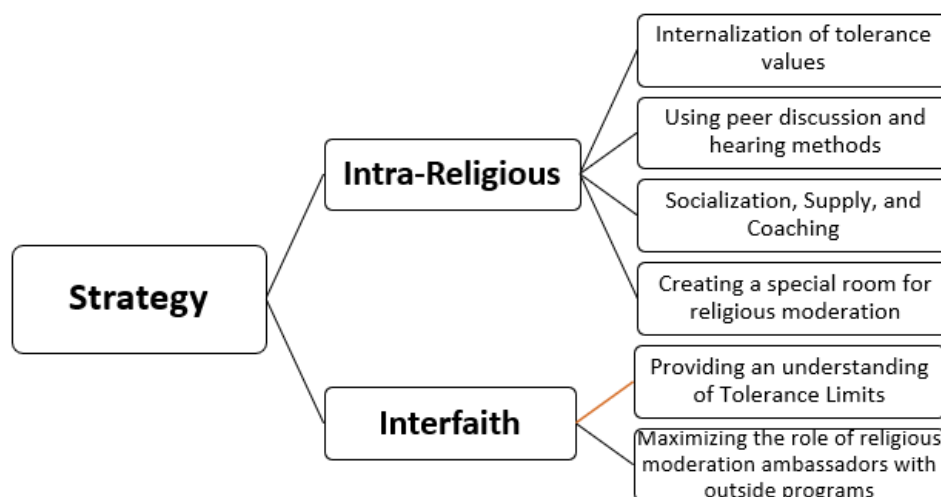 Strategy
Intra-Religious
Internalization of tolerance
values
Using peer discussion and
hearing methods
Socialization, Supply, and
Coaching
Creating a special room for
religious moderation
Interfaith
Providing an understanding
of Tolerance Limits
Maximizing the role of religious
moderation ambassadors with
outside programs